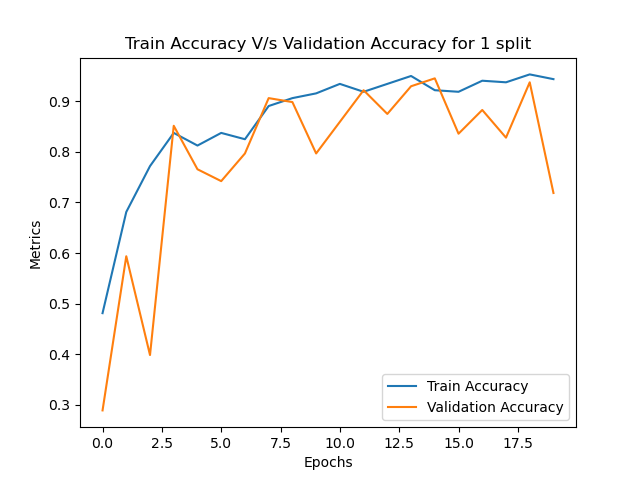 Train Accuracy V/s Validation Accuracy for 1 split
Metrics
0.9
0.8
0.7
0.6
0.5
0.4
0.3
0.0 2.5 5.0 7.5 10.0 12.5 15.0 17.5
Epochs
Train Accuracy
Validation Accuracy